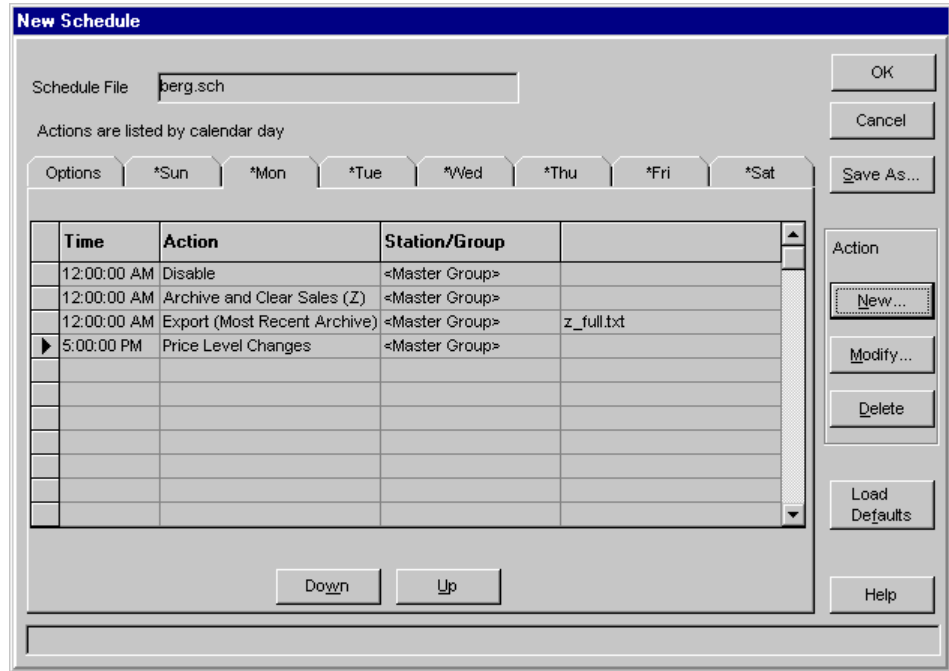 New Schedule
Schedule File berg.sch
Actions are listed by calendar day
Options *Sun *Mon *Tue *Wed *Thu *Fri *Sat
Time Action Station/Group
12:00:00 AM Disable <Master Group>
12:00:00 AM Archive and Clear Sales (Z) <Master Group>
12:00:00 AM Export (Most Recent Archive) <Master Group> z_full.txt
5:00:00 PM Price Level Changes <Master Group>
Down Up
OK
Cancel
Save As...
Action
New...
Modify...
Delete
Load
Defaults
Help